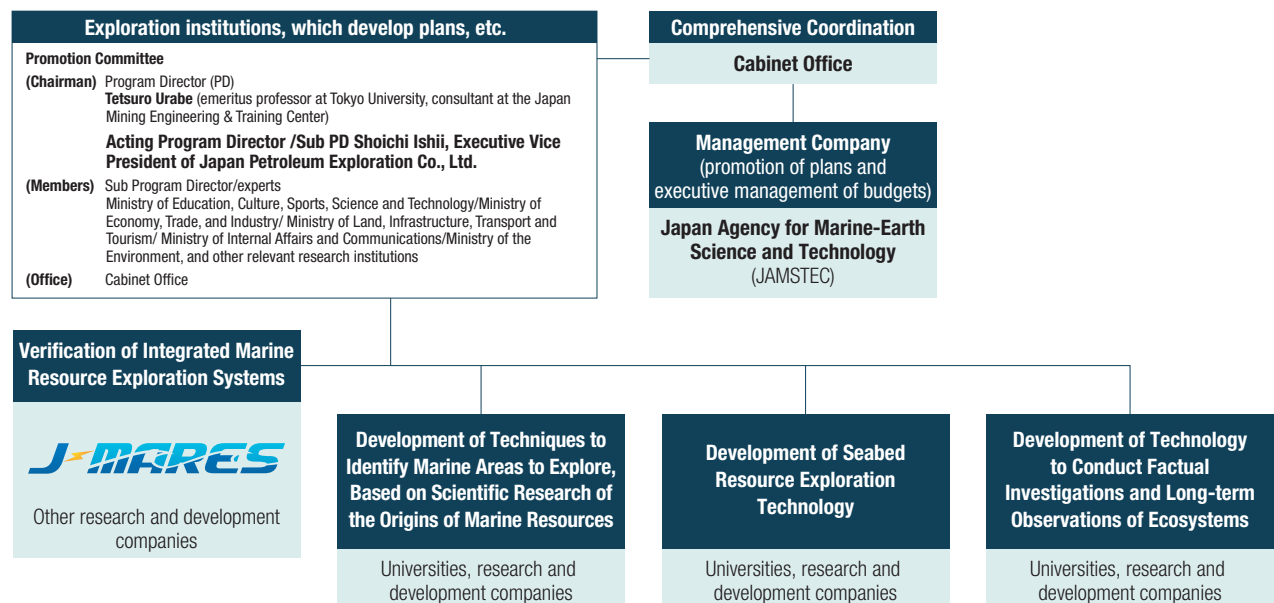 Exploration institutions, which develop plans, etc.
Promotion Committee
(Chairman) Program Director (PD)
Tetsuro Urabe (emeritus professor at Tokyo University, consultant at the Japan
Mining Engineering & Training Center)
Acting Program Director /Sub PD Shoichi Ishii, Executive Vice
President of Japan Petroleum Exploration Co., Ltd.
(Members) Sub Program Director/experts
Ministry of Education, Culture, Sports, Science and Technology/Ministry of
Economy, Trade, and Industry/ Ministry of Land, Infrastructure, Transport and
Tourism/ Ministry of Internal Affairs and Communications/Ministry of the
Environment, and other relevant research institutions
(Office) Cabinet Office
Comprehensive Coordination
Cabinet Office
Management Company
(promotion of plans and
executive management of budgets)
Japan Agency for Marine-Earth
Science and Technology
(JAMSTEC)
Verification of Integrated Marine
Resource Exploration Systems
J-MARES
Other research and development
companies
Development of Techniques to
Identify Marine Areas to Explore,
Based on Scientific Research of
the Origins of Marine Resources
Universities, research and
development companies
Development of Seabed
Resource Exploration
Technology
Universities, research and
development companies
Development of Technology
to Conduct Factual
Investigations and Long-term
Observations of Ecosystems
Universities, research and
development companies